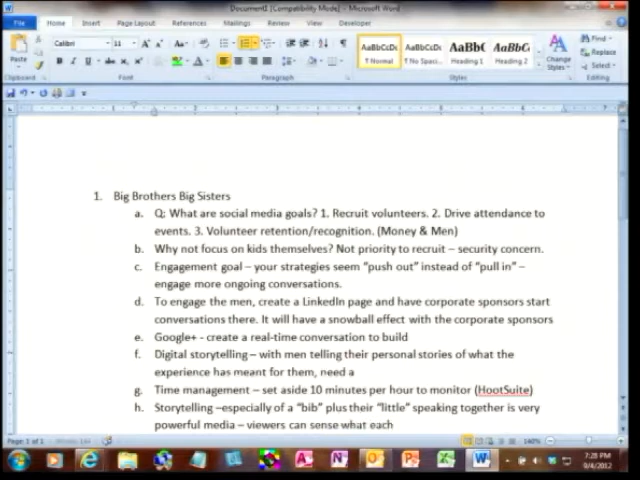 Document1 [Compatibility Mode] - Microsoft Word
File Home Insert Page Layout References Mailings Review View Developer
Calibri 11
AaBbCcDc AaBbCcDc AaBbC AaBbCc
Paste ¶ Normal ¶ No Spaci... Heading 1 Heading 2 Change Styles Find Replace Select
Clipboard Font Paragraph Styles Editing
1. Big Brothers Big Sisters
a. Q: What are social media goals? 1. Recruit volunteers. 2. Drive attendance to
events. 3. Volunteer retention/recognition. (Money & Men)
b. Why not focus on kids themselves? Not priority to recruit – security concern.
c. Engagement goal – your strategies seem "push out" instead of "pull in" –
engage more ongoing conversations.
d. To engage the men, create a LinkedIn page and have corporate sponsors start
conversations there. It will have a snowball effect with the corporate sponsors
e. Google+ - create a real-time conversation to build
f. Digital storytelling – with men telling their personal stories of what the
experience has meant for them, need a
g. Time management – set aside 10 minutes per hour to monitor (HootSuite)
h. Storytelling –especially of a "bib" plus their "little" speaking together is very
powerful media – viewers can sense what each
Page: 1 of 1 140%
7:28 PM
9/4/2012